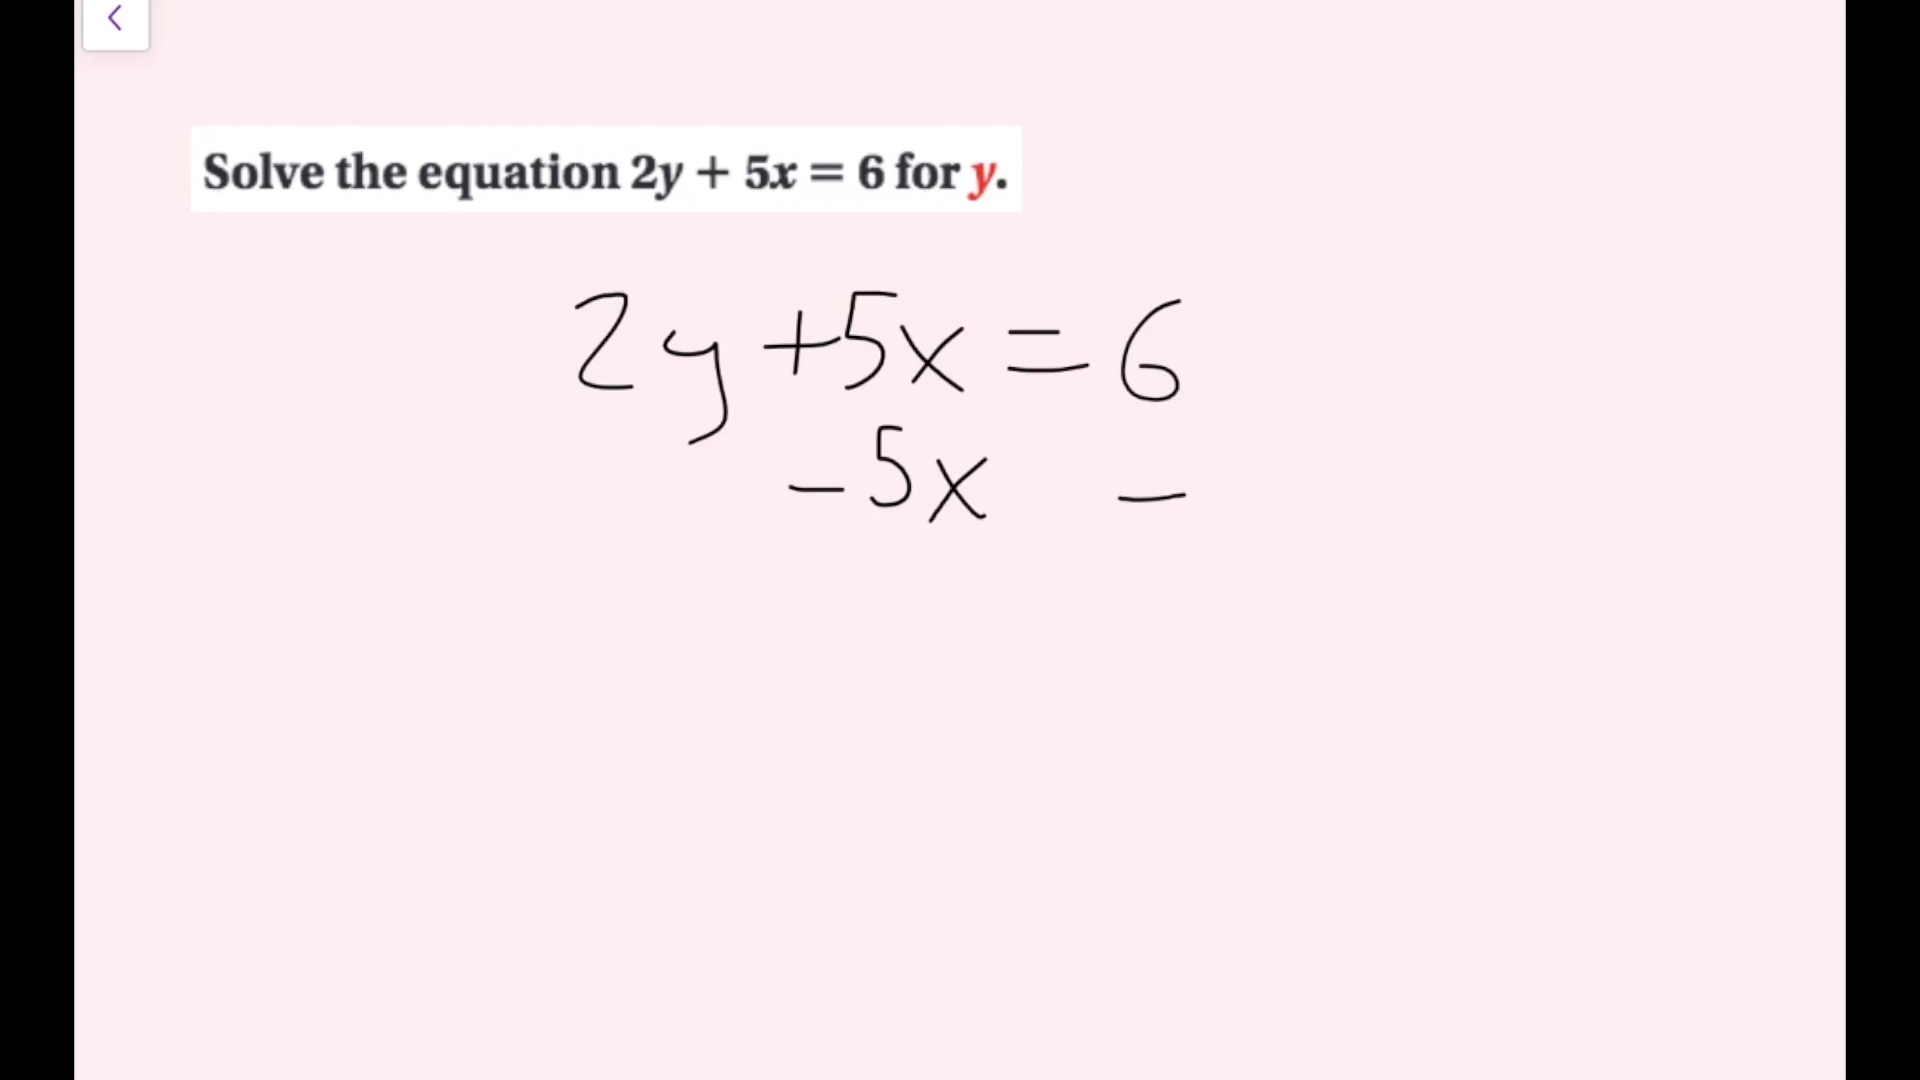 Solve the equation 2y + 5x = 6 for y.
2y +5x = 6
- 5x -